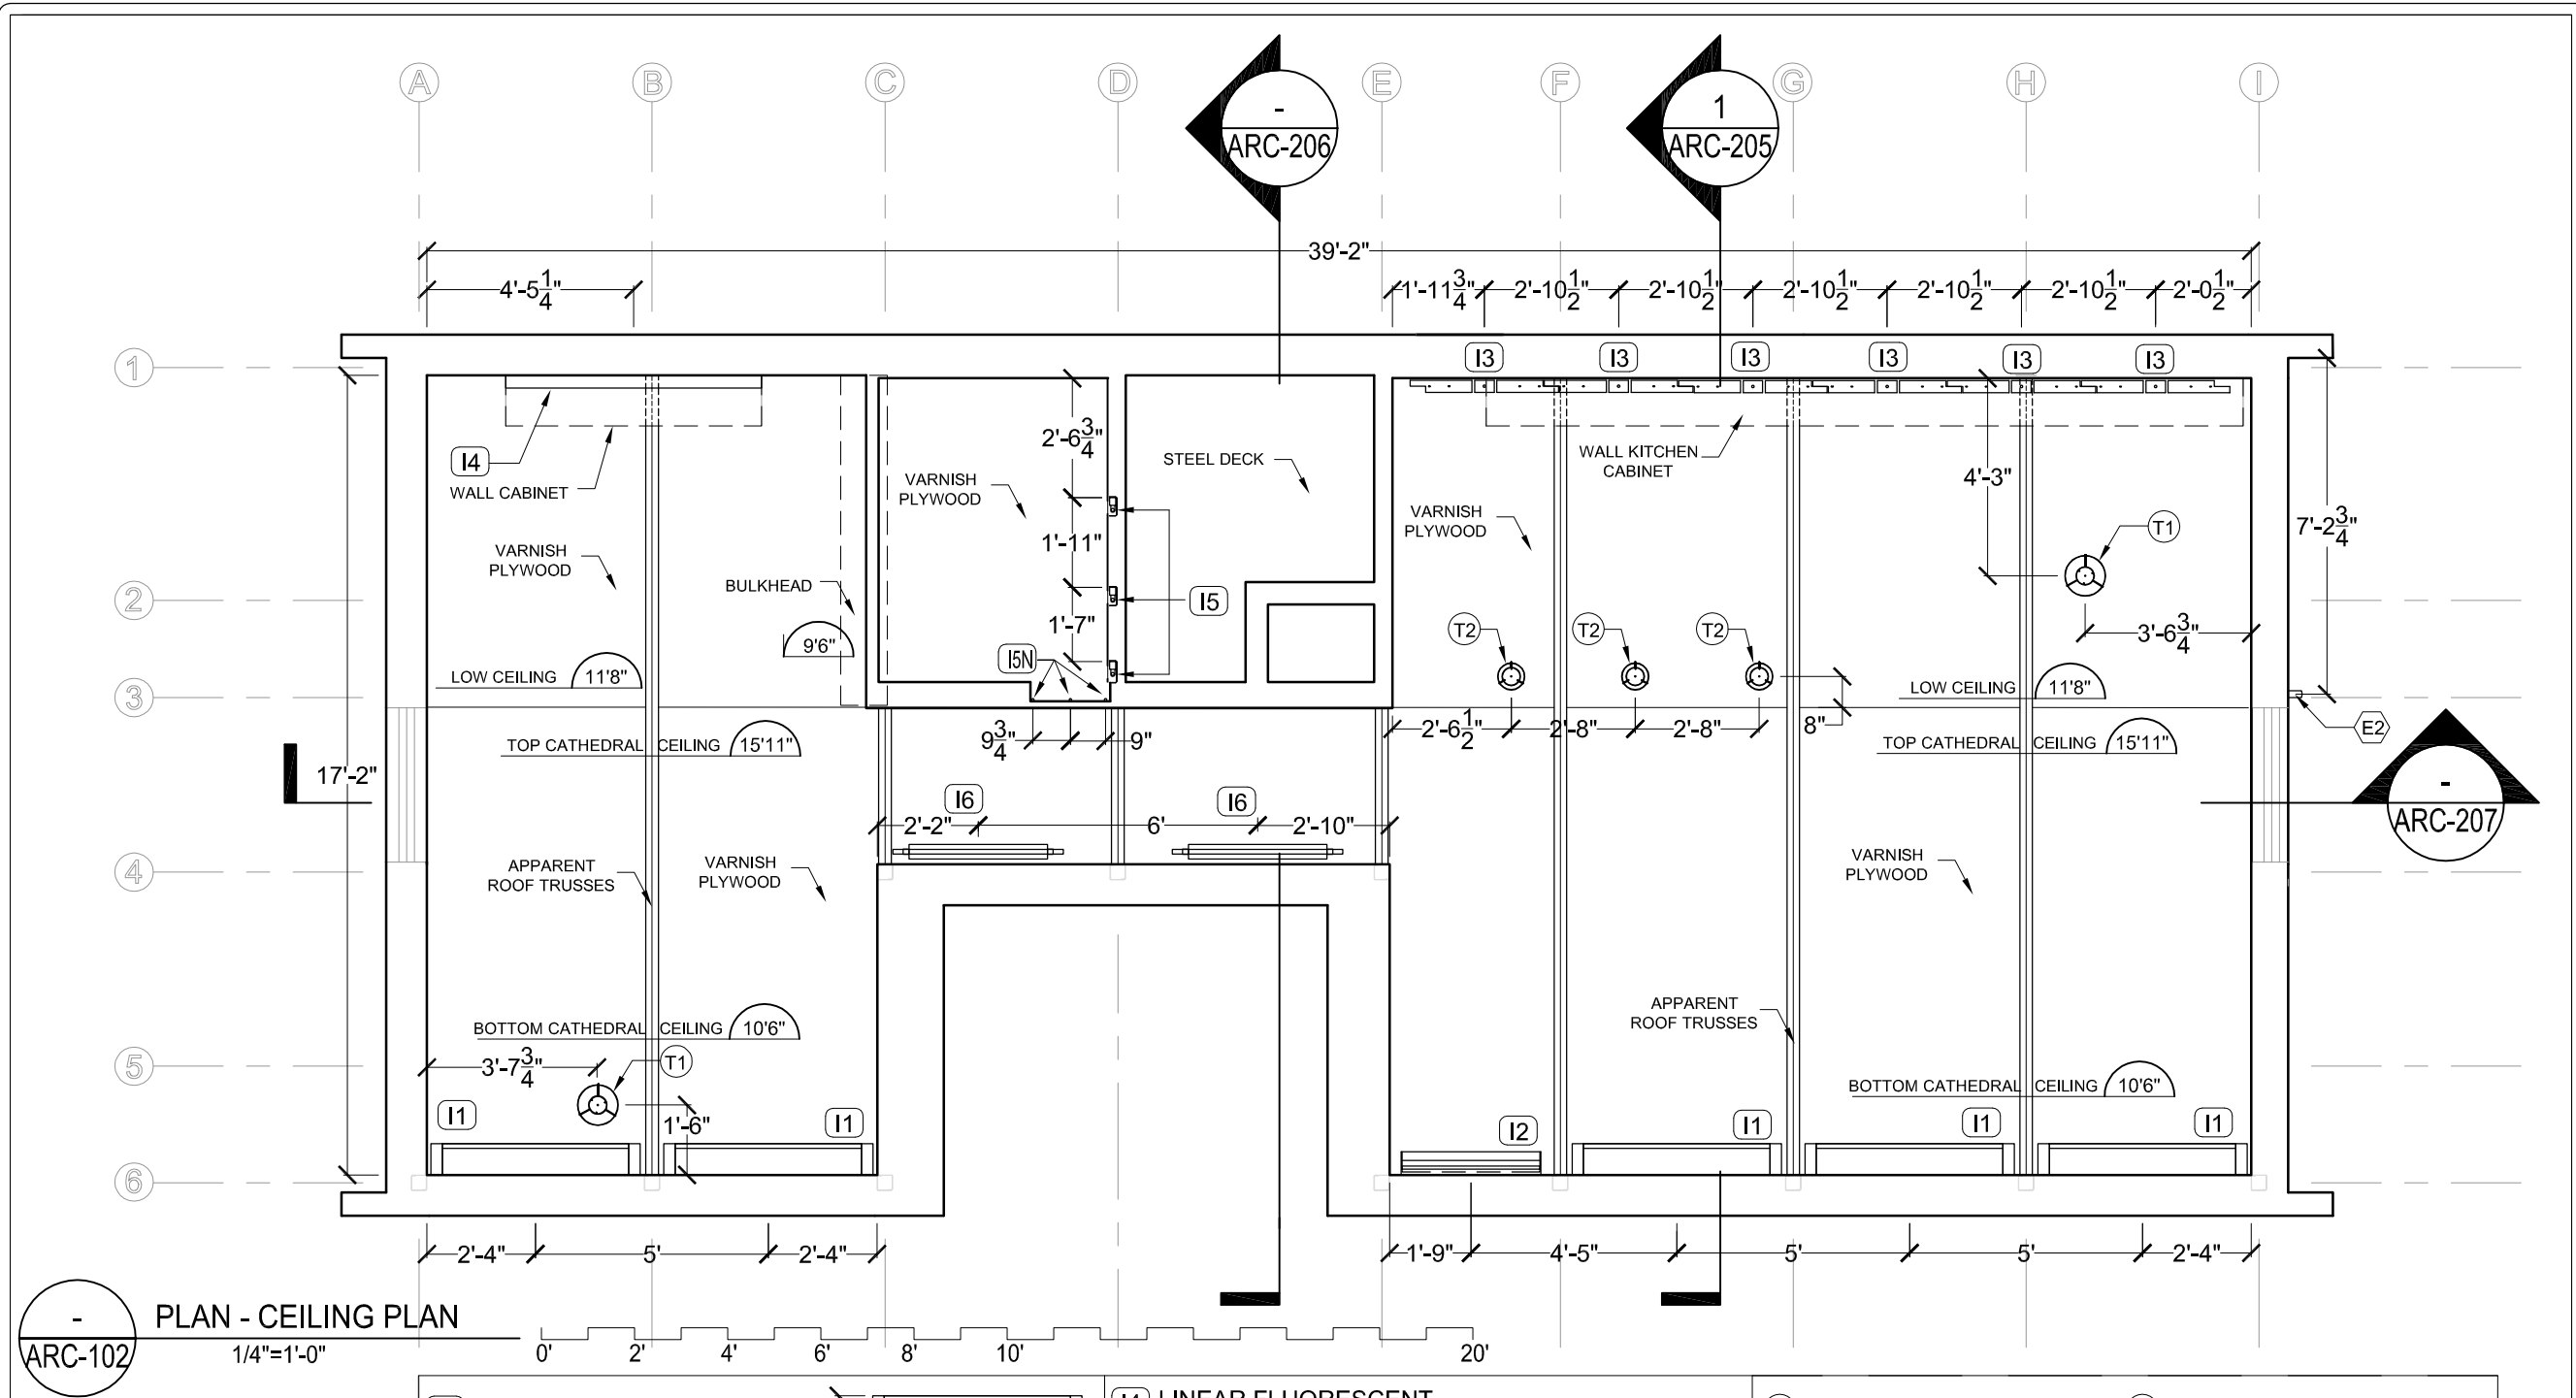 A B C D E F G H I
- ARC-206
1 ARC-205
39'-2"
4'-5 1/4"
1'-11 3/4" 2'-10 1/2" 2'-10 1/2" 2'-10 1/2" 2'-10 1/2" 2'-10 1/2" 2'-0 1/2"
1
I3 I3 I3 I3 I3 I3
I4
WALL CABINET
2'-6 3/4"
VARNISH
PLYWOOD
STEEL DECK
WALL KITCHEN
CABINET
4'-3"
VARNISH
PLYWOOD
T1
7'-2 3/4"
VARNISH
PLYWOOD
1'-11"
BULKHEAD
2
I5
1'-7"
9'6"
I5N
T2 T2 T2
3'-6 3/4"
LOW CEILING 11'8"
LOW CEILING 11'8"
3
E2
2'-6 1/2" 2'-8" 2'-8" 8"
9 3/4" 9"
TOP CATHEDRAL CEILING 15'11"
TOP CATHEDRAL CEILING 15'11"
17'-2"
- ARC-207
I6 I6
2'-2" 6' 2'-10"
4
APPARENT
ROOF TRUSSES
VARNISH
PLYWOOD
VARNISH
PLYWOOD
APPARENT
ROOF TRUSSES
BOTTOM CATHEDRAL CEILING 10'6"
5
3'-7 3/4"
T1
BOTTOM CATHEDRAL CEILING 10'6"
I1
1'-6"
I1
I2
I1 I1 I1
6
2'-4" 5' 2'-4"
1'-9" 4'-5" 5' 5' 2'-4"
- ARC-102
PLAN - CEILING PLAN
1/4"=1'-0"
0' 2' 4' 6' 8' 10' 20'
I4 LINEAR FLUORESCENT